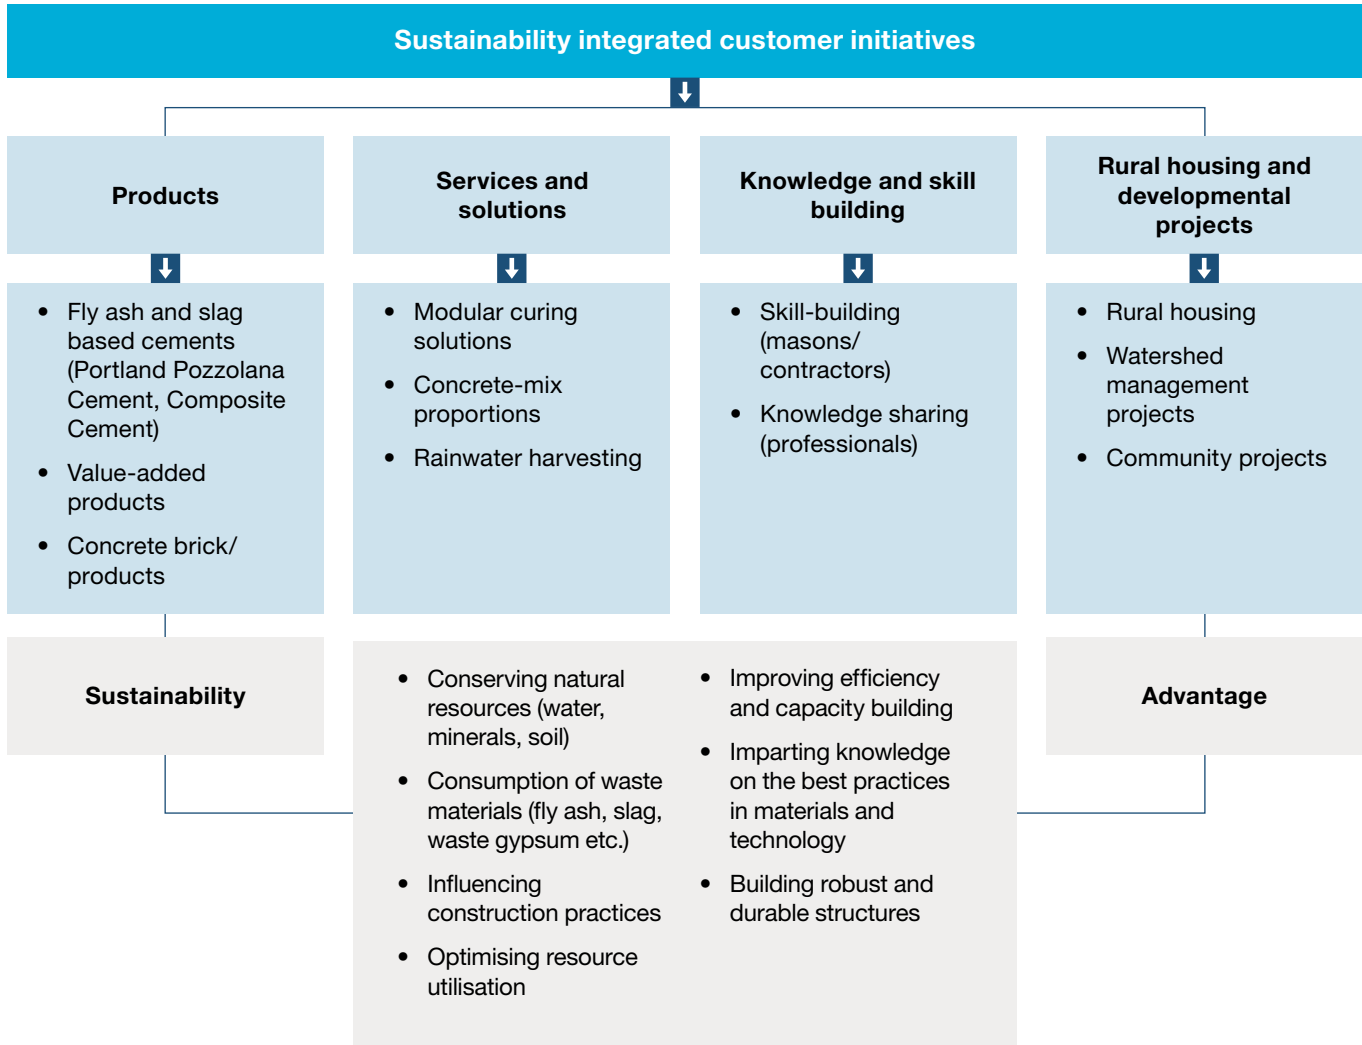 Sustainability integrated customer initiatives
Products
Services and
solutions
Knowledge and skill
building
Rural housing and
developmental
projects
• Fly ash and slag
based cements
(Portland Pozzolana
Cement, Composite
Cement)
• Value-added
products
• Concrete brick/
products
• Modular curing
solutions
• Concrete-mix
proportions
• Rainwater harvesting
• Skill-building
(masons/
contractors)
• Knowledge sharing
(professionals)
• Rural housing
• Watershed
management
projects
• Community projects
Sustainability
• Conserving natural
resources (water,
minerals, soil)
• Consumption of waste
materials (fly ash, slag,
waste gypsum etc.)
• Influencing
construction practices
• Optimising resource
utilisation
• Improving efficiency
and capacity building
• Imparting knowledge
on the best practices
in materials and
technology
• Building robust and
durable structures
Advantage